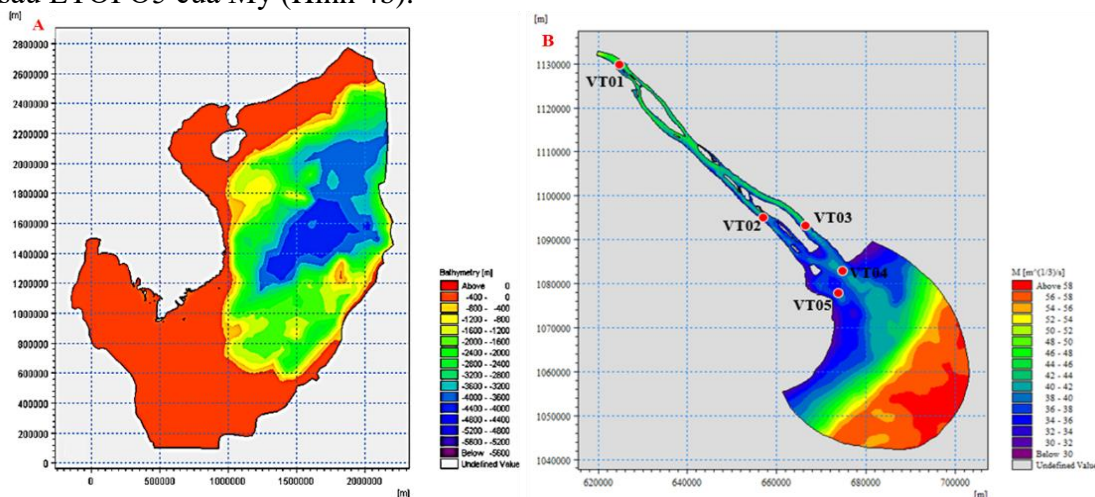 sâu ETOPO5 của Mỹ (Hình 4b).
[m]
A
2800000
2600000
2400000
2200000
2000000
1800000
1600000
1400000
1200000
1000000
800000
600000
400000
200000
0
0 500000 1000000 1500000 2000000
[m]
Bathymetry [m]
Above 0
-400 - 0
-800 - -400
-1200 - -800
-1600 - -1200
-2000 - -1600
-2400 - -2000
-2800 - -2400
-3200 - -2800
-3600 - -3200
-4000 - -3600
-4400 - -4000
-4800 - -4400
-5200 - -4800
-5600 - -5200
Below -5600
Undefined Value
[m]
B
1130000
1120000
1110000
1100000
1090000
1080000
1070000
1060000
1050000
1040000
VT01
VT02
VT03
VT04
VT05
620000 640000 660000 680000 700000
[m]
M [m^(1/3)/s]
Above 58
56 - 58
54 - 56
52 - 54
50 - 52
48 - 50
46 - 48
44 - 46
42 - 44
40 - 42
38 - 40
36 - 38
34 - 36
32 - 34
30 - 32
Below 30
Undefined Value